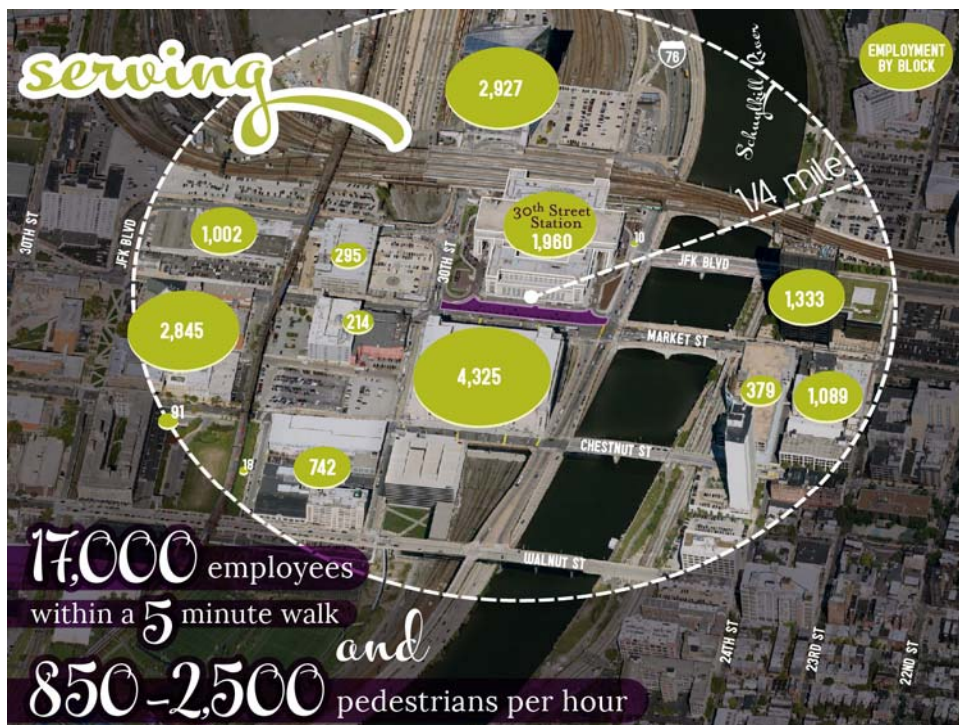 serving
EMPLOYMENT
BY BLOCK
76
Schuylkill River
2,927
1/4 mile
30TH ST
JFK BLVD
1,002
295
30TH ST
30th Street
Station
1,960
10
JFK BLVD
1,333
2,845
214
MARKET ST
4,325
379
1,089
91
CHESTNUT ST
18
742
WALNUT ST
24TH ST
23RD ST
22ND ST
17,000 employees
within a 5 minute walk
and
850-2,500 pedestrians per hour